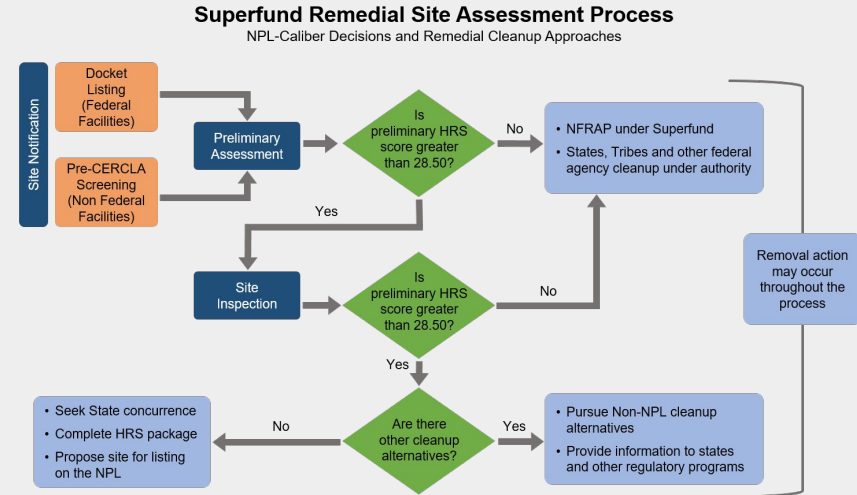 Superfund Remedial Site Assessment Process
NPL-Caliber Decisions and Remedial Cleanup Approaches
Site Notification
Docket
Listing
(Federal
Facilities)
Pre-CERCLA
Screening
(Non Federal
Facilities)
Preliminary
Assessment
Is
preliminary HRS
score greater
than 28.50?
No
• NFRAP under Superfund
• States, Tribes and other federal
agency cleanup under authority
Yes
Site
Inspection
Is
preliminary HRS
score greater
than 28.50?
No
Removal action
may occur
throughout the
process
Yes
• Seek State concurrence
• Complete HRS package
• Propose site for listing
on the NPL
No
Are there
other cleanup
alternatives?
Yes
• Pursue Non-NPL cleanup
alternatives
• Provide information to states
and other regulatory programs